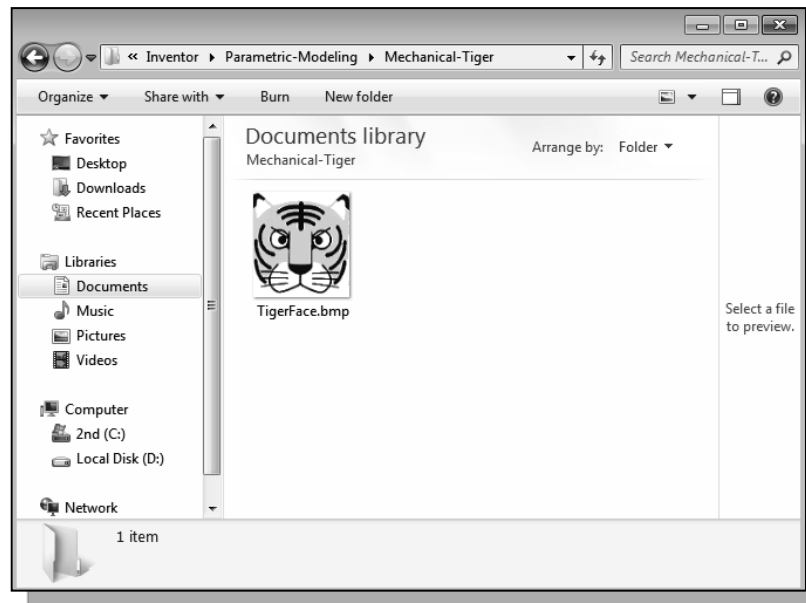 « Inventor ▸ Parametric-Modeling ▸ Mechanical-Tiger
Search Mechanical-T...
Organize ▾ Share with ▾ Burn New folder
Favorites
Desktop
Downloads
Recent Places
Libraries
Documents
Music
Pictures
Videos
Computer
2nd (C:)
Local Disk (D:)
Network
Documents library
Mechanical-Tiger
Arrange by: Folder ▾
TigerFace.bmp
Select a file
to preview.
1 item